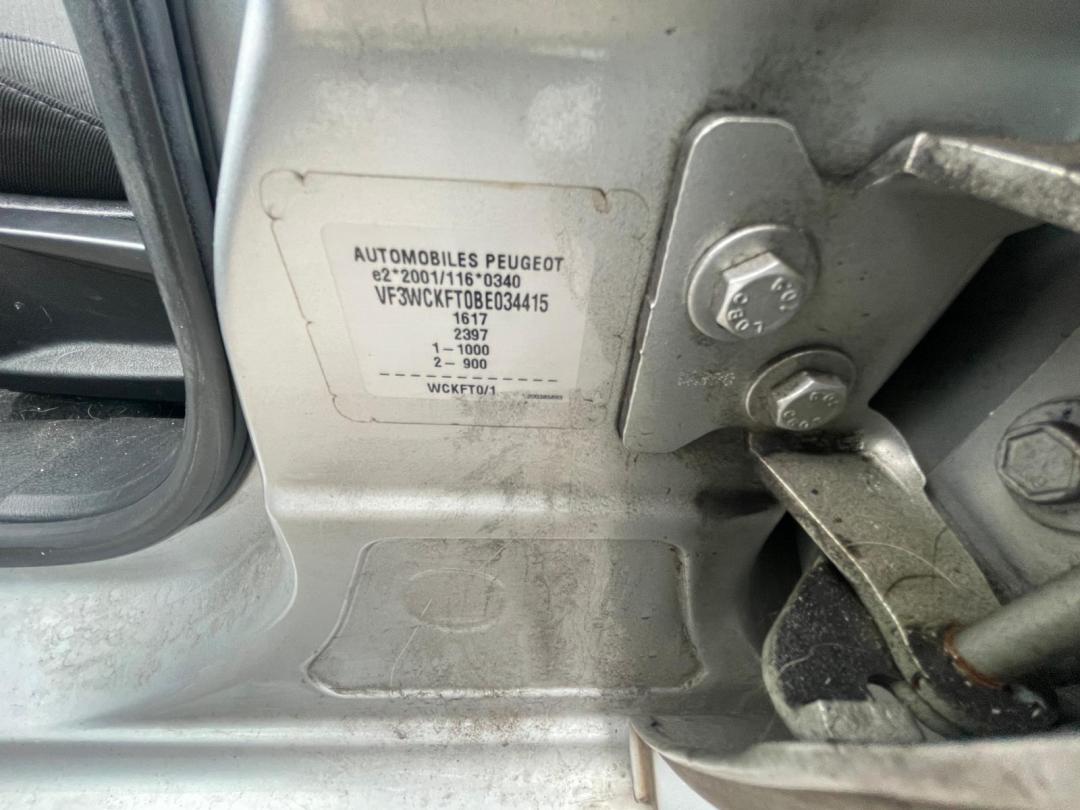 AUTOMOBILES PEUGEOT
e2*2001/116*0340
VF3WCKFT0BE034415
1617
2397
1– 1000
2– 900
WCKFT0/1